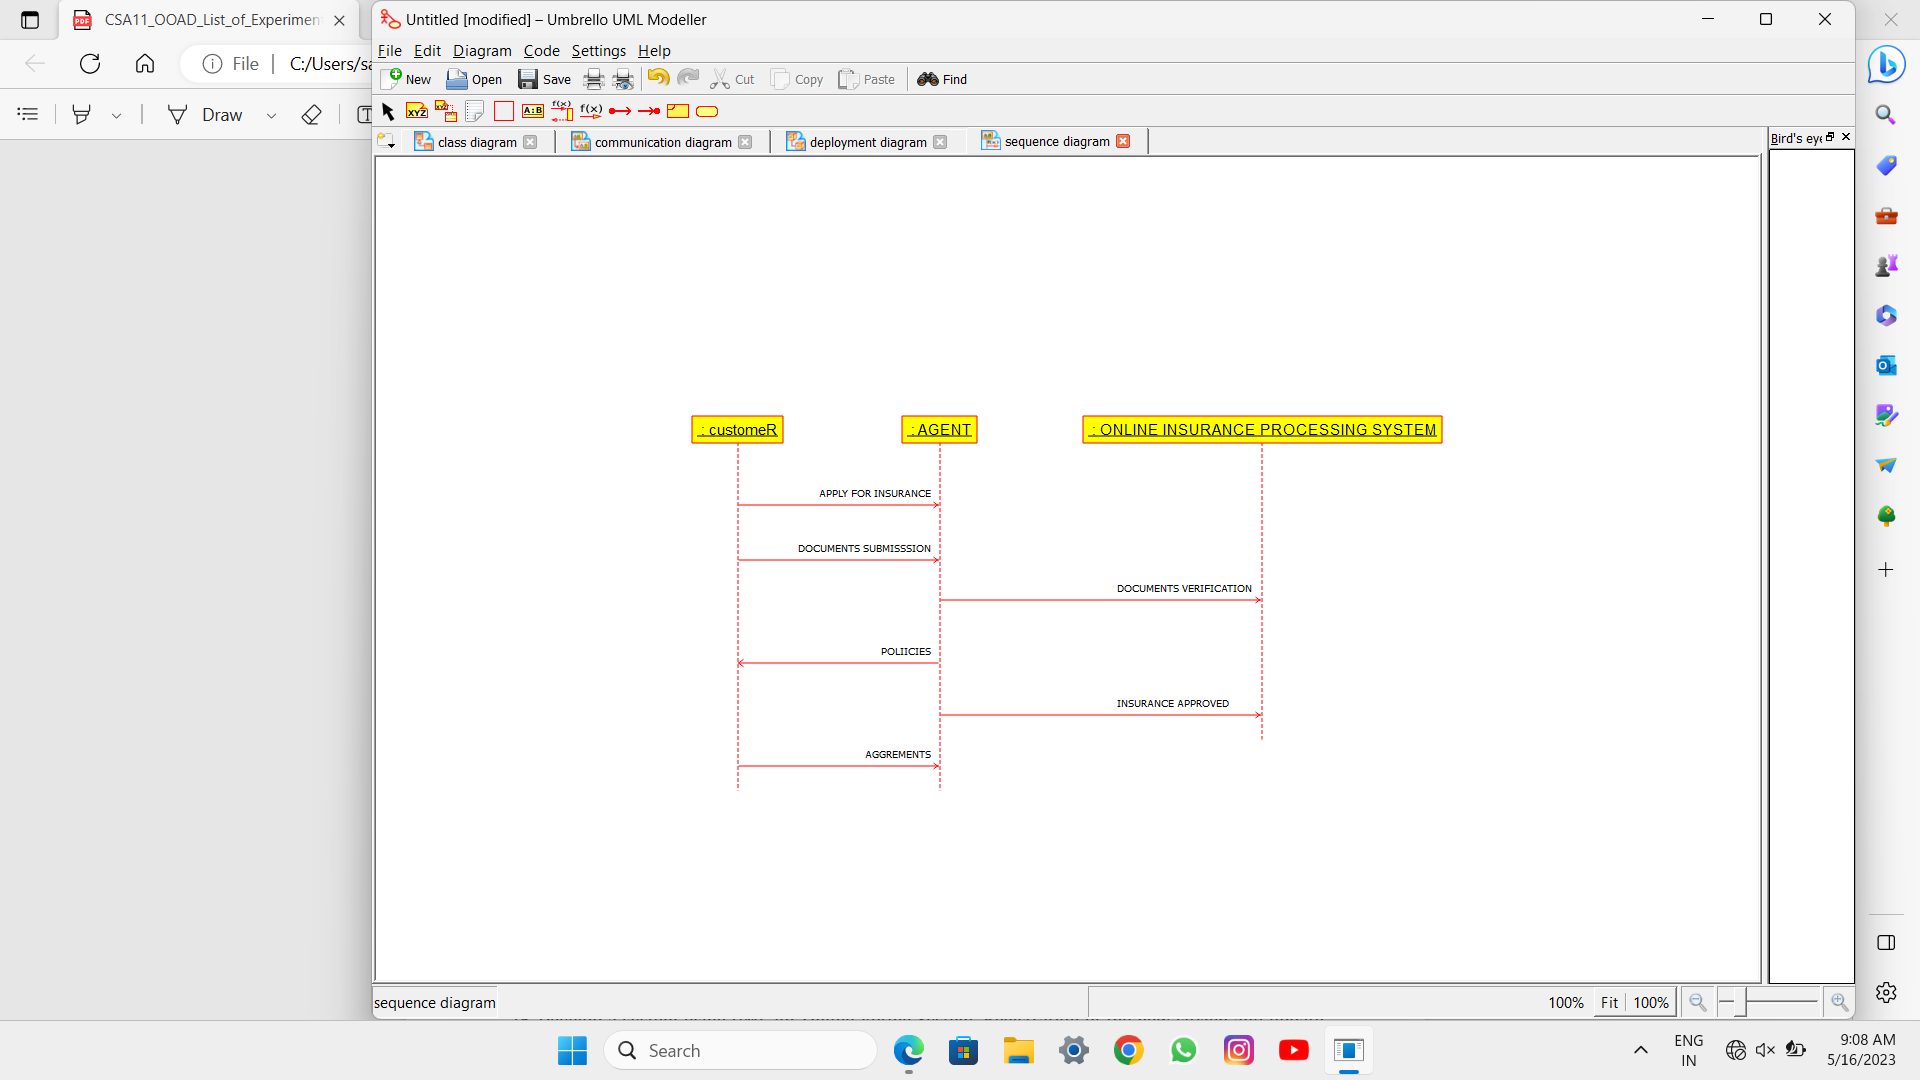 CSA11_OOAD_List_of_Experimen
File
C:/Users/sa
Draw
Untitled [modified] – Umbrello UML Modeller
File Edit Diagram Code Settings Help
New Open Save Cut Copy Paste Find
XYZ XYZ A:B f(x) f(x)
class diagram communication diagram deployment diagram sequence diagram
Bird's eye
: customeR : AGENT : ONLINE INSURANCE PROCESSING SYSTEM
APPLY FOR INSURANCE
DOCUMENTS SUBMISSSION
DOCUMENTS VERIFICATION
POLIICIES
INSURANCE APPROVED
AGGREMENTS
sequence diagram
100% Fit 100%
Search
ENG
IN
9:08 AM
5/16/2023